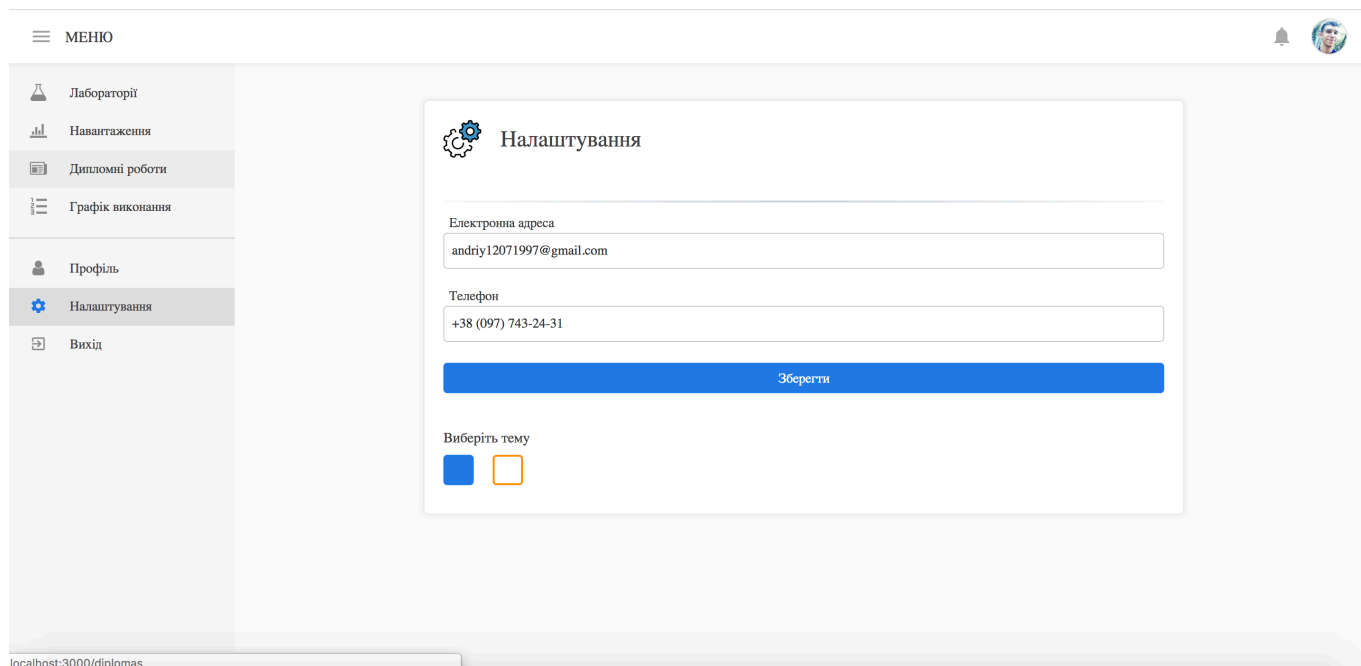 МЕНЮ
Лабораторії
Навантаження
Дипломні роботи
Графік виконання
Профіль
Налаштування
Вихід
Налаштування
Електронна адреса
andriy12071997@gmail.com
Телефон
+38 (097) 743-24-31
Зберегти
Виберіть тему
localhost:3000/diplomas